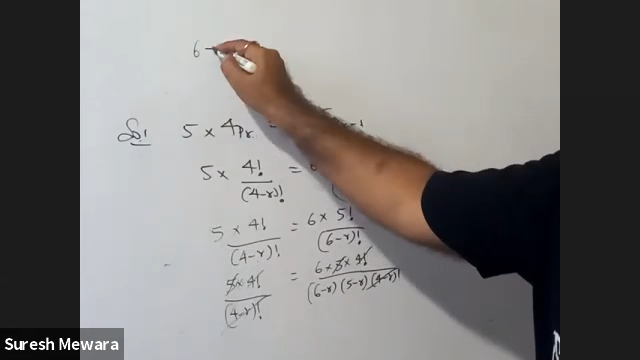 6 -
Sol 5 × 4Pr =
5 × 4!/(4-r)! = 6
5 × 4!/(4-r)! = 6 × 5!/(6-r)!
5 × 4!/(4-r)! = 6 × 5 × 4!/(6-r)(5-r)(4-r)!
Suresh Mewara